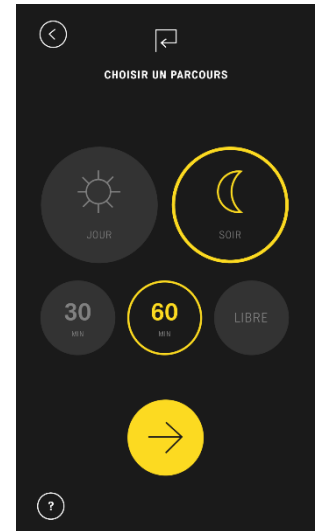 CHOISIR UN PARCOURS
JOUR
SOIR
30
MIN
60
MIN
LIBRE
?